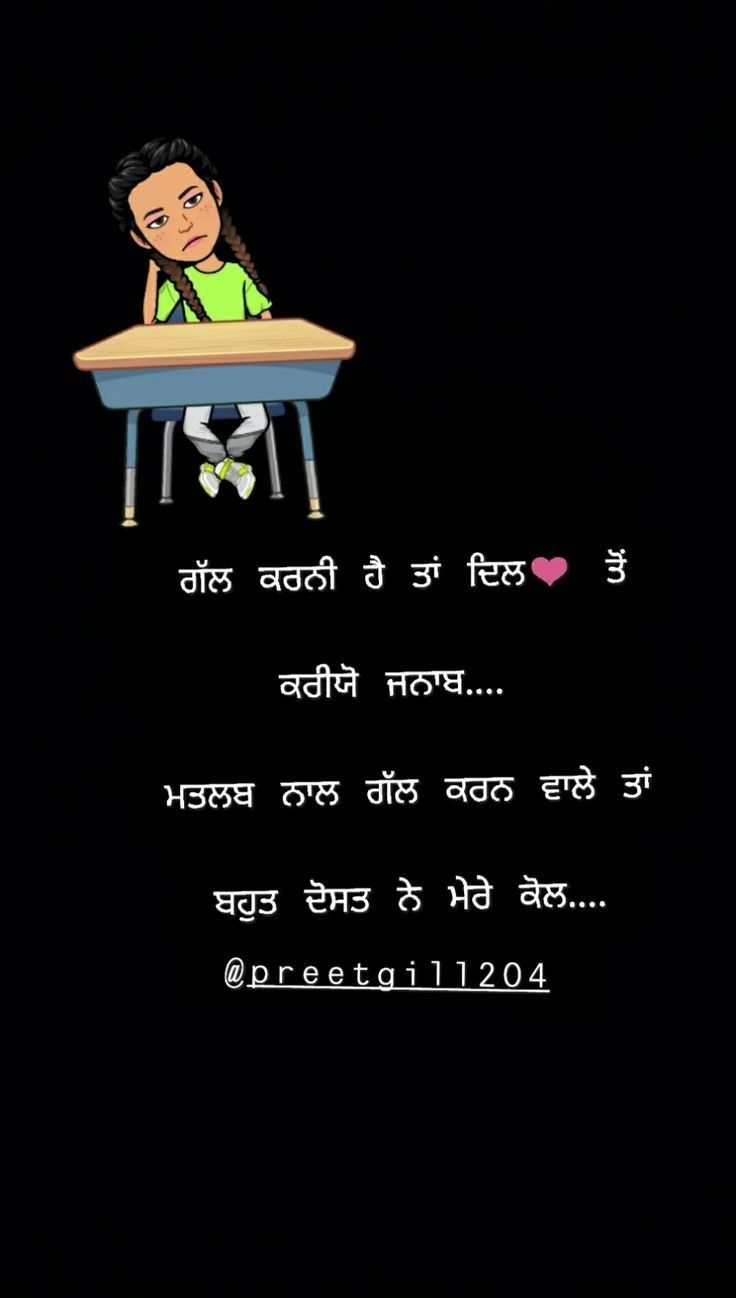 ਗੱਲ ਕਰਨੀ ਹੈ ਤਾਂ ਦਿਲ❤ ਤੋਂ
ਕਰੀਯੋ ਜਨਾਬ....
ਮਤਲਬ ਨਾਲ ਗੱਲ ਕਰਨ ਵਾਲੇ ਤਾਂ
ਬਹੁਤ ਦੋਸਤ ਨੇ ਮੇਰੇ ਕੋਲ....
@preetgill204